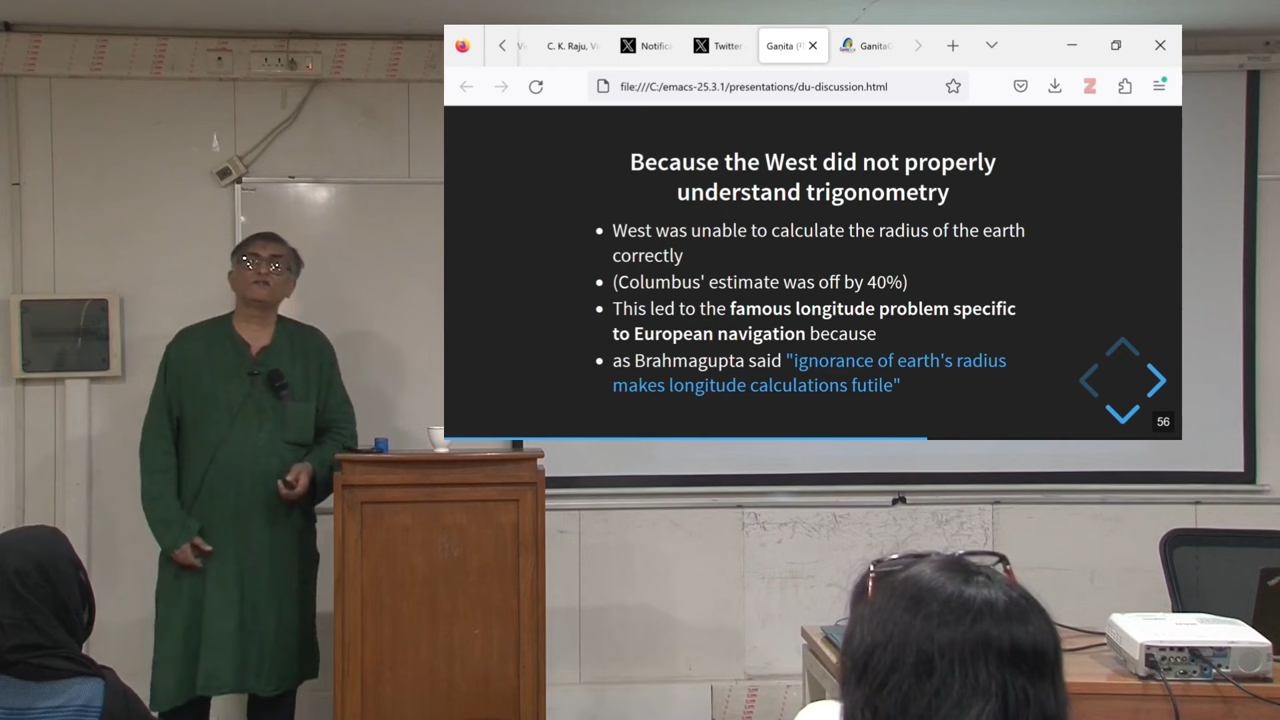 C. K. Raju, Vi
Notific
Twitter
Gaṇita (
GanitaG
file:///C:/emacs-25.3.1/presentations/du-discussion.html
Because the West did not properly
understand trigonometry
• West was unable to calculate the radius of the earth
correctly
• (Columbus' estimate was off by 40%)
• This led to the famous longitude problem specific
to European navigation because
• as Brahmagupta said "ignorance of earth's radius
makes longitude calculations futile"
56